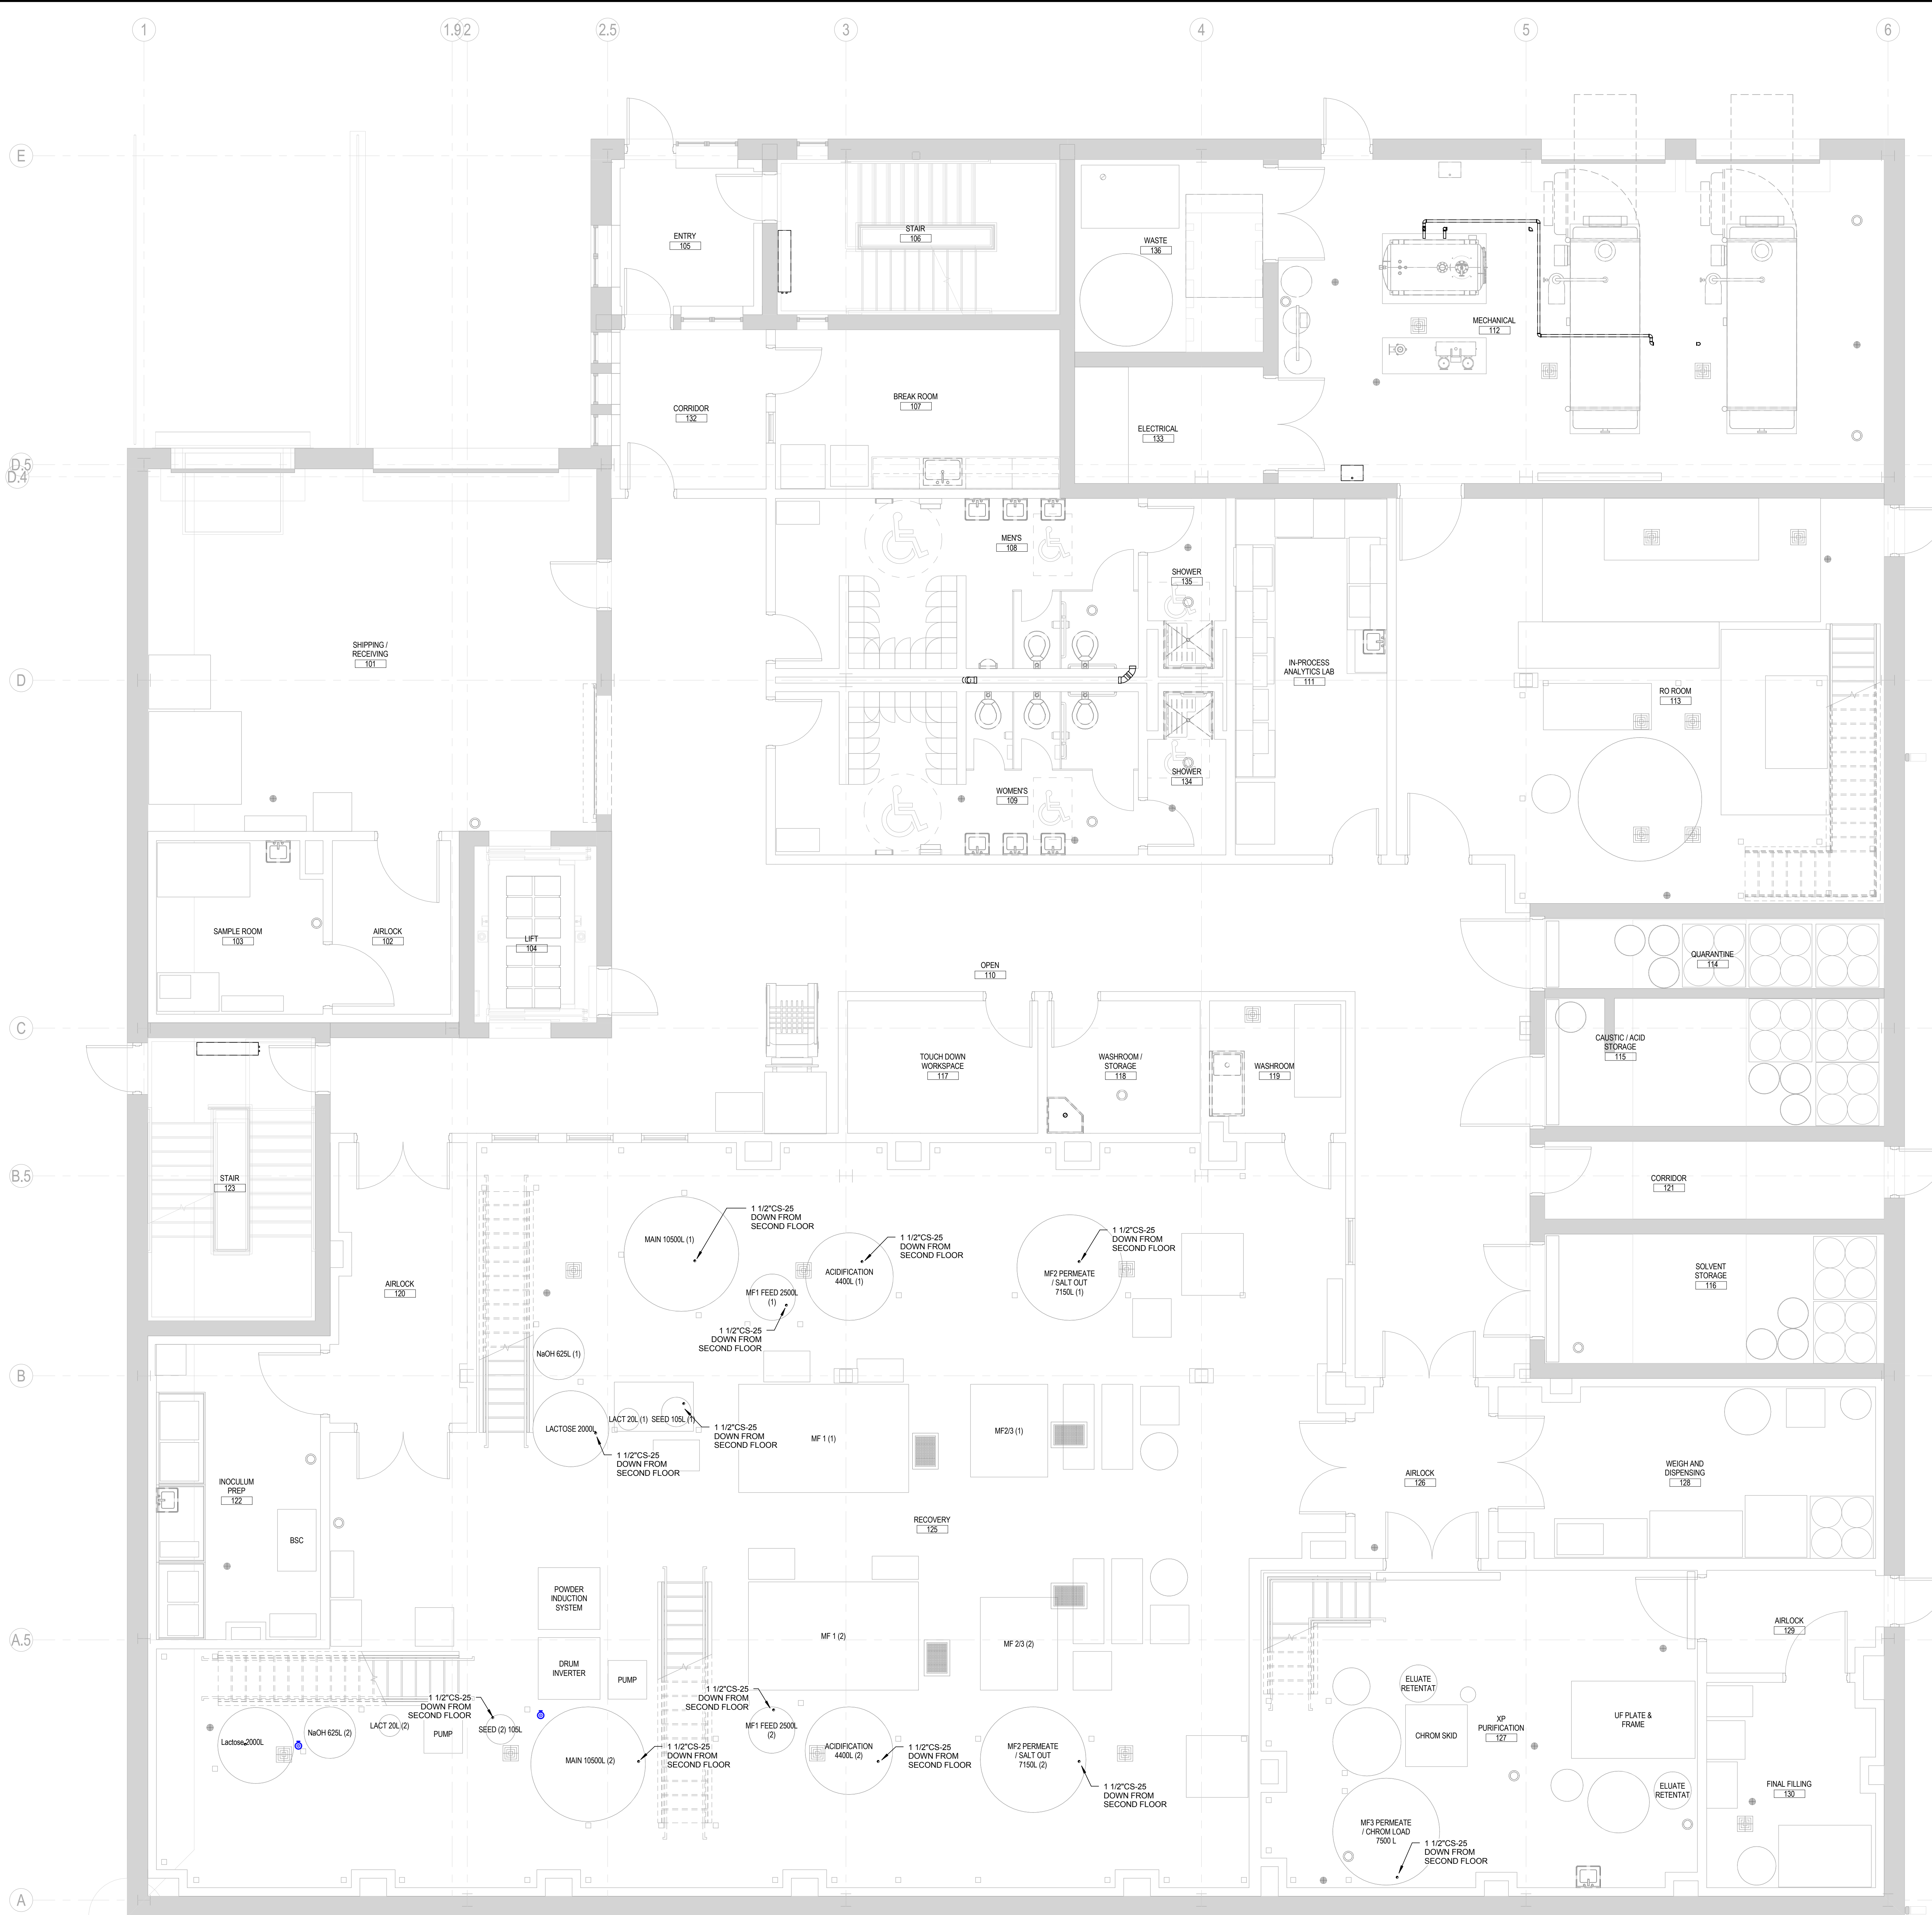 1
1.9
2
2.5
3
4
5
6
E
D.5
D.4
D
C
B.5
B
A.5
A
ENTRY
105
STAIR
106
WASTE
136
MECHANICAL
112
CORRIDOR
132
BREAK ROOM
107
ELECTRICAL
133
MEN'S
108
SHOWER
135
SHIPPING /
RECEIVING
101
IN-PROCESS
ANALYTICS LAB
111
RO ROOM
113
SHOWER
134
WOMEN'S
109
SAMPLE ROOM
103
AIRLOCK
102
LIFT
104
OPEN
110
QUARANTINE
114
CAUSTIC / ACID
STORAGE
115
TOUCH DOWN
WORKSPACE
117
WASHROOM /
STORAGE
118
WASHROOM
119
STAIR
123
CORRIDOR
121
AIRLOCK
120
SOLVENT
STORAGE
116
MAIN 10500L (1)
1 1/2"CS-25
DOWN FROM
SECOND FLOOR
ACIDIFICATION
4400L (1)
1 1/2"CS-25
DOWN FROM
SECOND FLOOR
MF2 PERMEATE
/ SALT OUT
7150L (1)
1 1/2"CS-25
DOWN FROM
SECOND FLOOR
MF1 FEED 2500L
(1)
1 1/2"CS-25
DOWN FROM
SECOND FLOOR
NaOH 625L (1)
LACTOSE 2000L
LACT 20L (1)
SEED 105L (1)
1 1/2"CS-25
DOWN FROM
SECOND FLOOR
1 1/2"CS-25
DOWN FROM
SECOND FLOOR
MF 1 (1)
MF2/3 (1)
INOCULUM
PREP
122
BSC
AIRLOCK
126
WEIGH AND
DISPENSING
128
RECOVERY
125
POWDER
INDUCTION
SYSTEM
DRUM
INVERTER
PUMP
MF 1 (2)
MF 2/3 (2)
AIRLOCK
129
1 1/2"CS-25
DOWN FROM
SECOND FLOOR
1 1/2"CS-25
DOWN FROM
SECOND FLOOR
Lactose 2000L
NaOH 625L (2)
LACT 20L (2)
PUMP
SEED (2) 105L
MAIN 10500L (2)
1 1/2"CS-25
DOWN FROM
SECOND FLOOR
MF1 FEED 2500L
(2)
ACIDIFICATION
4400L (2)
1 1/2"CS-25
DOWN FROM
SECOND FLOOR
MF2 PERMEATE
/ SALT OUT
7150L (2)
1 1/2"CS-25
DOWN FROM
SECOND FLOOR
ELUATE
RETENTAT
CHROM SKID
XP
PURIFICATION
127
UF PLATE &
FRAME
ELUATE
RETENTAT
FINAL FILLING
130
MF3 PERMEATE
/ CHROM LOAD
7500 L
1 1/2"CS-25
DOWN FROM
SECOND FLOOR